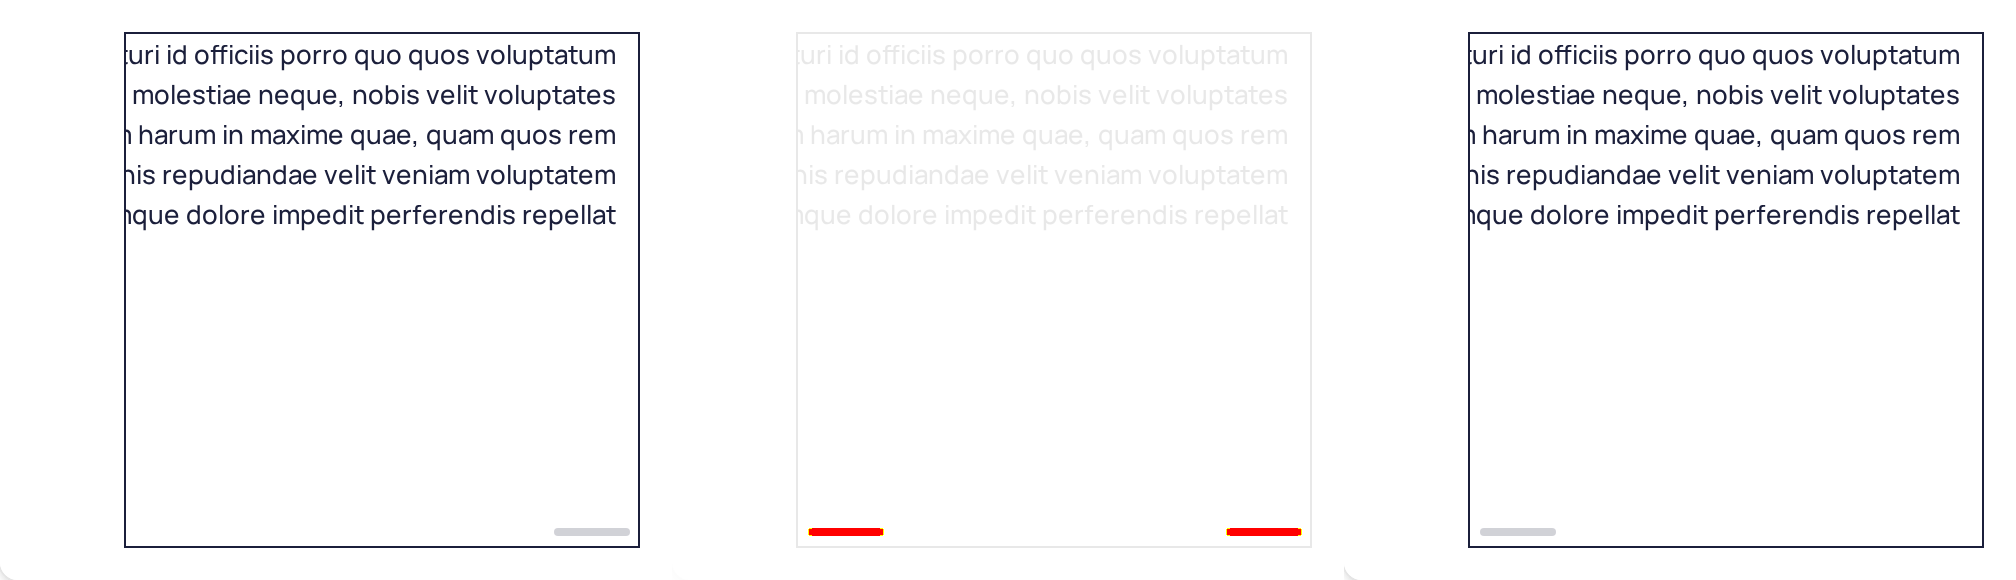 turi id officiis porro quo quos voluptatum
molestiae neque, nobis velit voluptates
harum in maxime quae, quam quos rem
nis repudiandae velit veniam voluptatem
nque dolore impedit perferendis repellat
turi id officiis porro quo quos voluptatum
molestiae neque, nobis velit voluptates
harum in maxime quae, quam quos rem
nis repudiandae velit veniam voluptatem
nque dolore impedit perferendis repellat
turi id officiis porro quo quos voluptatum
molestiae neque, nobis velit voluptates
harum in maxime quae, quam quos rem
nis repudiandae velit veniam voluptatem
nque dolore impedit perferendis repellat